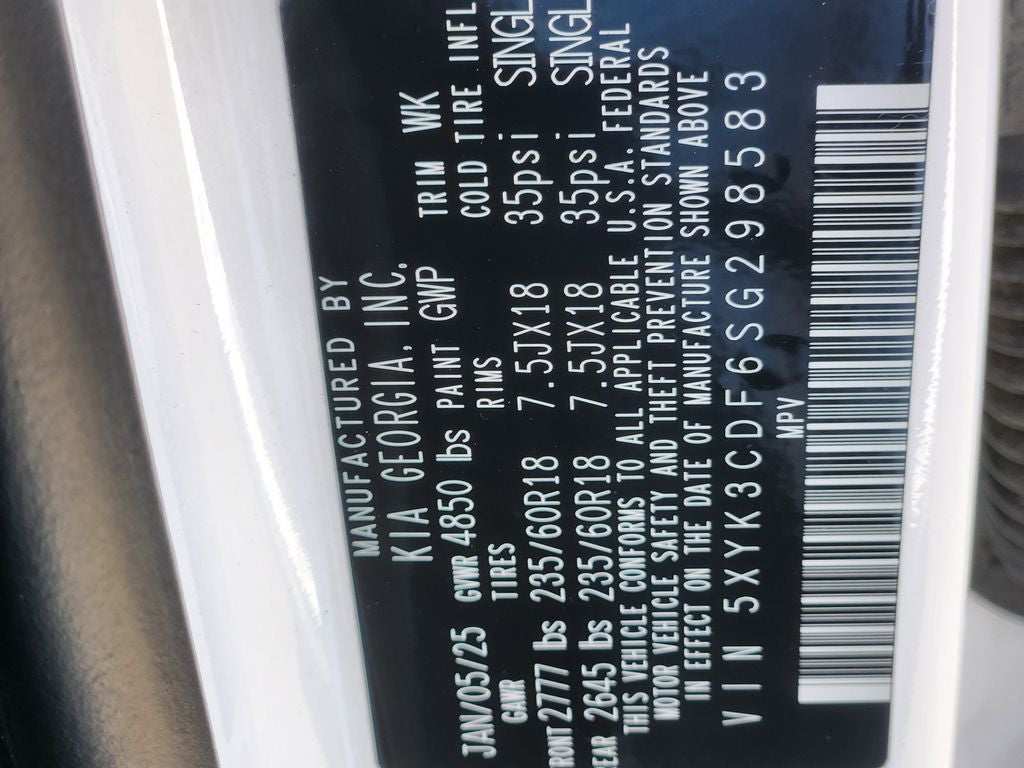 MANUFACTURED BY
KIA GEORGIA, INC.
JAN/05/25 GVWR 4850 lbs PAINT GWP TRIM WK
GAWR TIRES RIMS COLD TIRE INFL
RONT 2777 lbs 235/60R18 7.5JX18 35psi SINGL
EAR 2645 lbs 235/60R18 7.5JX18 35psi SINGL
THIS VEHICLE CONFORMS TO ALL APPLICABLE U.S.A. FEDERAL
MOTOR VEHICLE SAFETY AND THEFT PREVENTION STANDARDS
IN EFFECT ON THE DATE OF MANUFACTURE SHOWN ABOVE
VIN 5XYK3CDF6SG298583
MPV